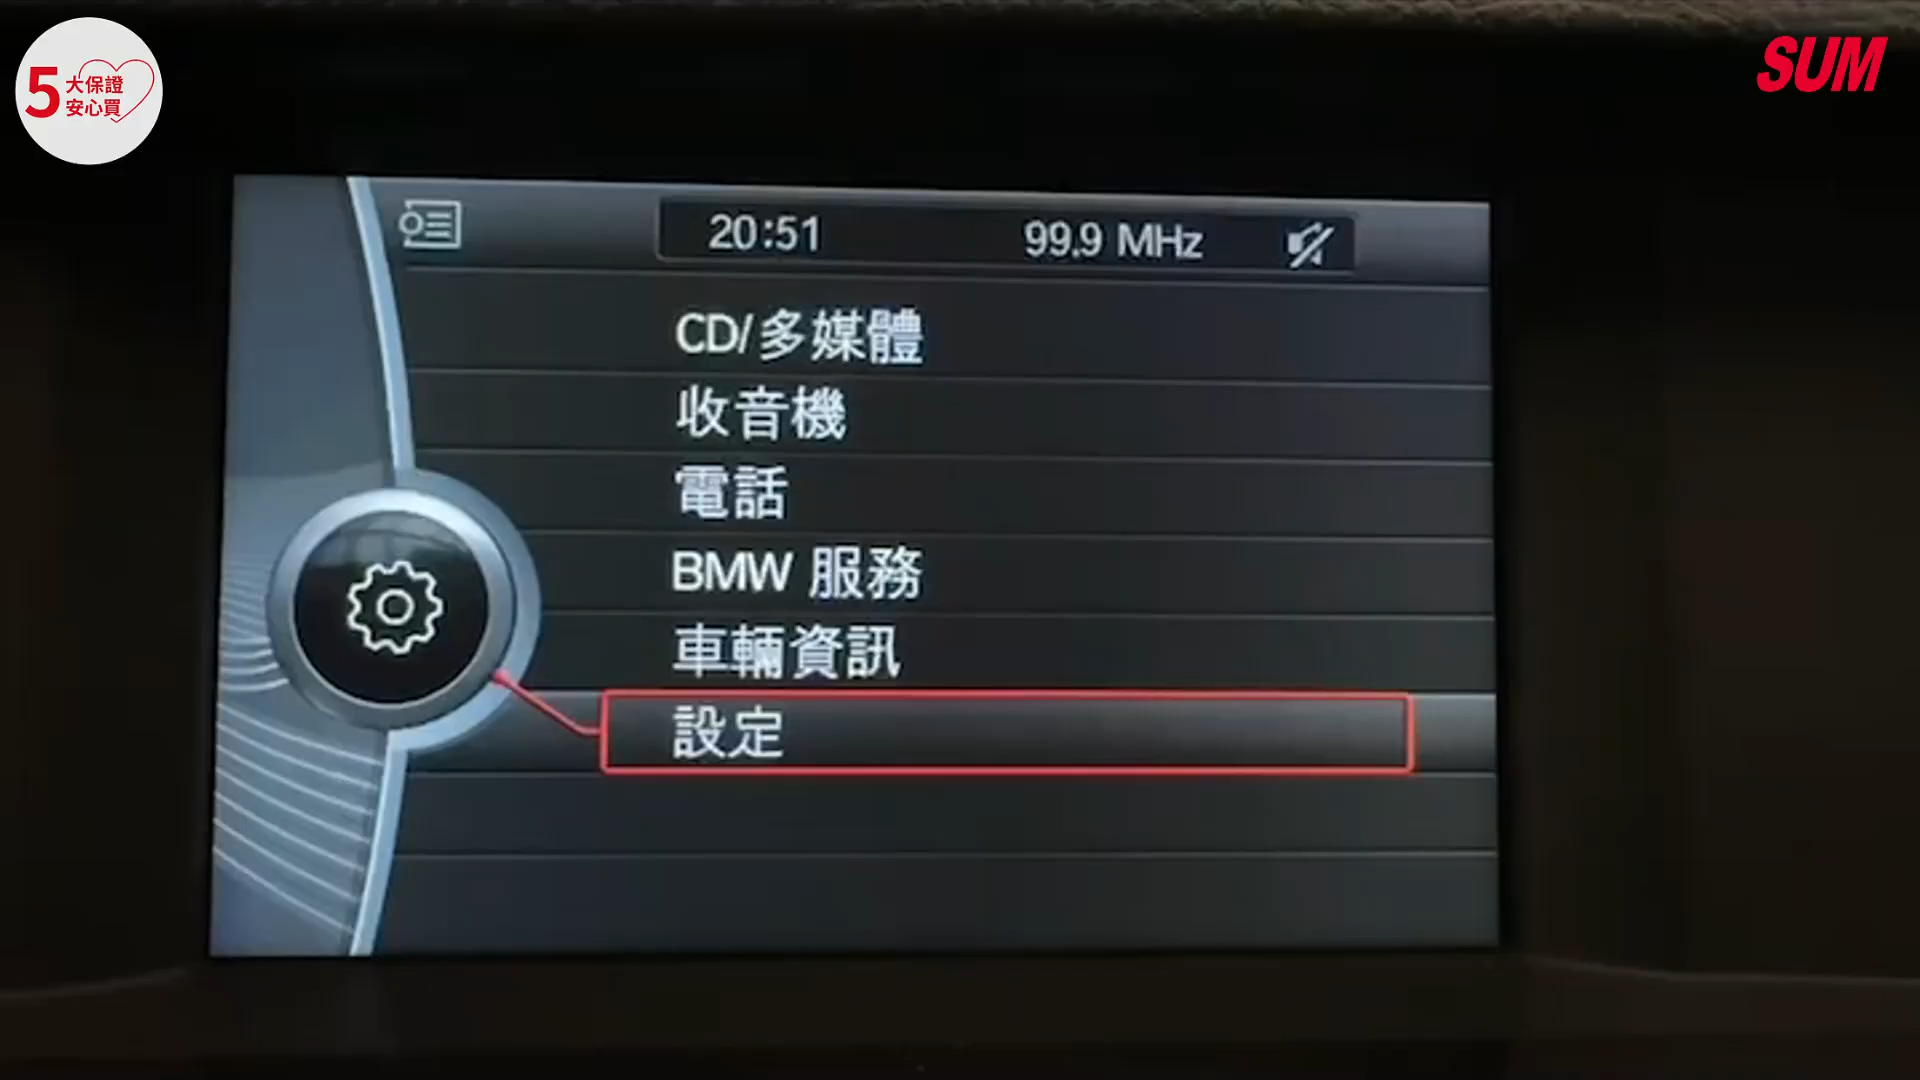 5大保證
安心買
SUM
20:51 99.9 MHz
CD/多媒體
收音機
電話
BMW 服務
車輛資訊
設定